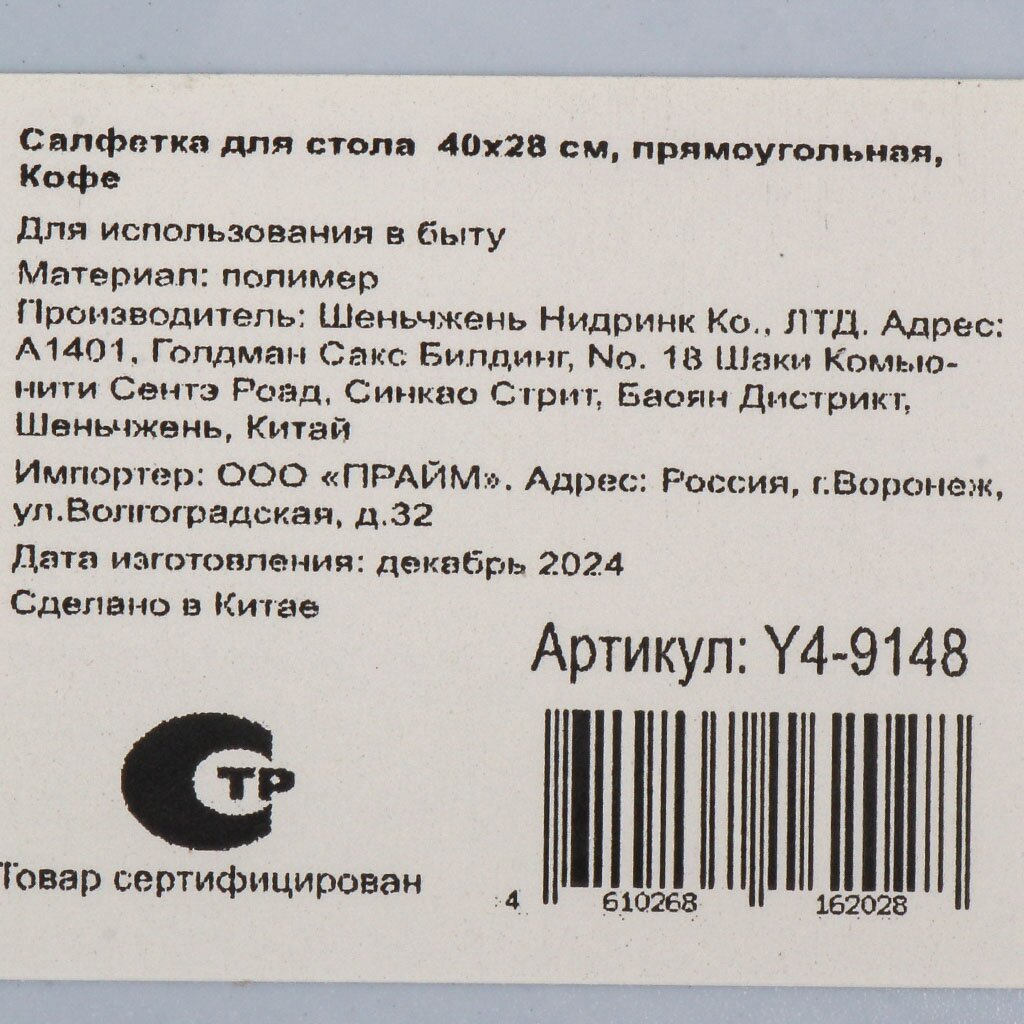 Салфетка для стола 40х28 см, прямоугольная,
Кофе
Для использования в быту
Материал: полимер
Производитель: Шеньчжень Нидринк Ко., ЛТД. Адрес:
А1401, Голдман Сакс Билдинг, No. 18 Шаки Комью-
нити Сентэ Роад, Синкао Стрит, Баоян Дистрикт,
Шеньчжень, Китай
Импортер: ООО «ПРАЙМ». Адрес: Россия, г.Воронеж,
ул.Волгоградская, д.32
Дата изготовления: декабрь 2024
Сделано в Китае
Артикул: Y4-9148
СТР
Товар сертифицирован
4 610268 162028